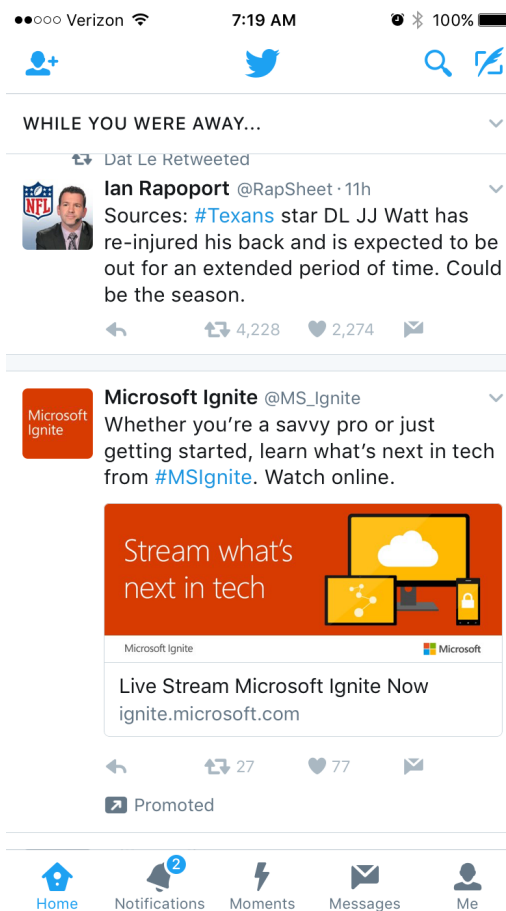 Verizon 7:19 AM 100%
WHILE YOU WERE AWAY...
Dat Le Retweeted
Ian Rapoport @RapSheet · 11h
NFL
Sources: #Texans star DL JJ Watt has
re-injured his back and is expected to be
out for an extended period of time. Could
be the season.
4,228 2,274
Microsoft Ignite @MS_Ignite
Microsoft
Ignite
Whether you're a savvy pro or just
getting started, learn what's next in tech
from #MSIgnite. Watch online.
Stream what's
next in tech
Microsoft Ignite Microsoft
Live Stream Microsoft Ignite Now
ignite.microsoft.com
27 77
Promoted
2
Home Notifications Moments Messages Me